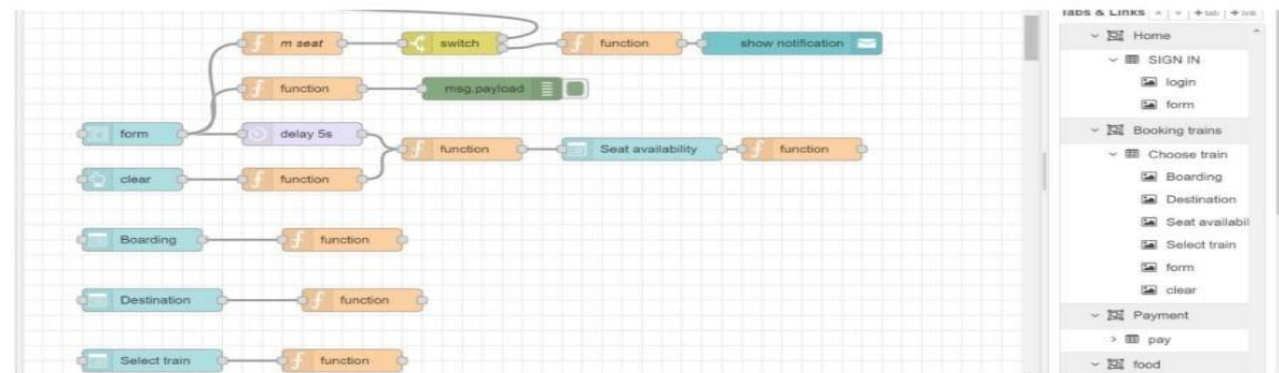 m seat
switch
function
show notification
function
msg.payload
form
delay 5s
function
Seat availability
function
clear
function
Boarding
function
Destination
function
Select train
function
Tabs & Links
tab
link
Home
SIGN IN
login
form
Booking trains
Choose train
Boarding
Destination
Seat availabil
Select train
form
clear
Payment
pay
food